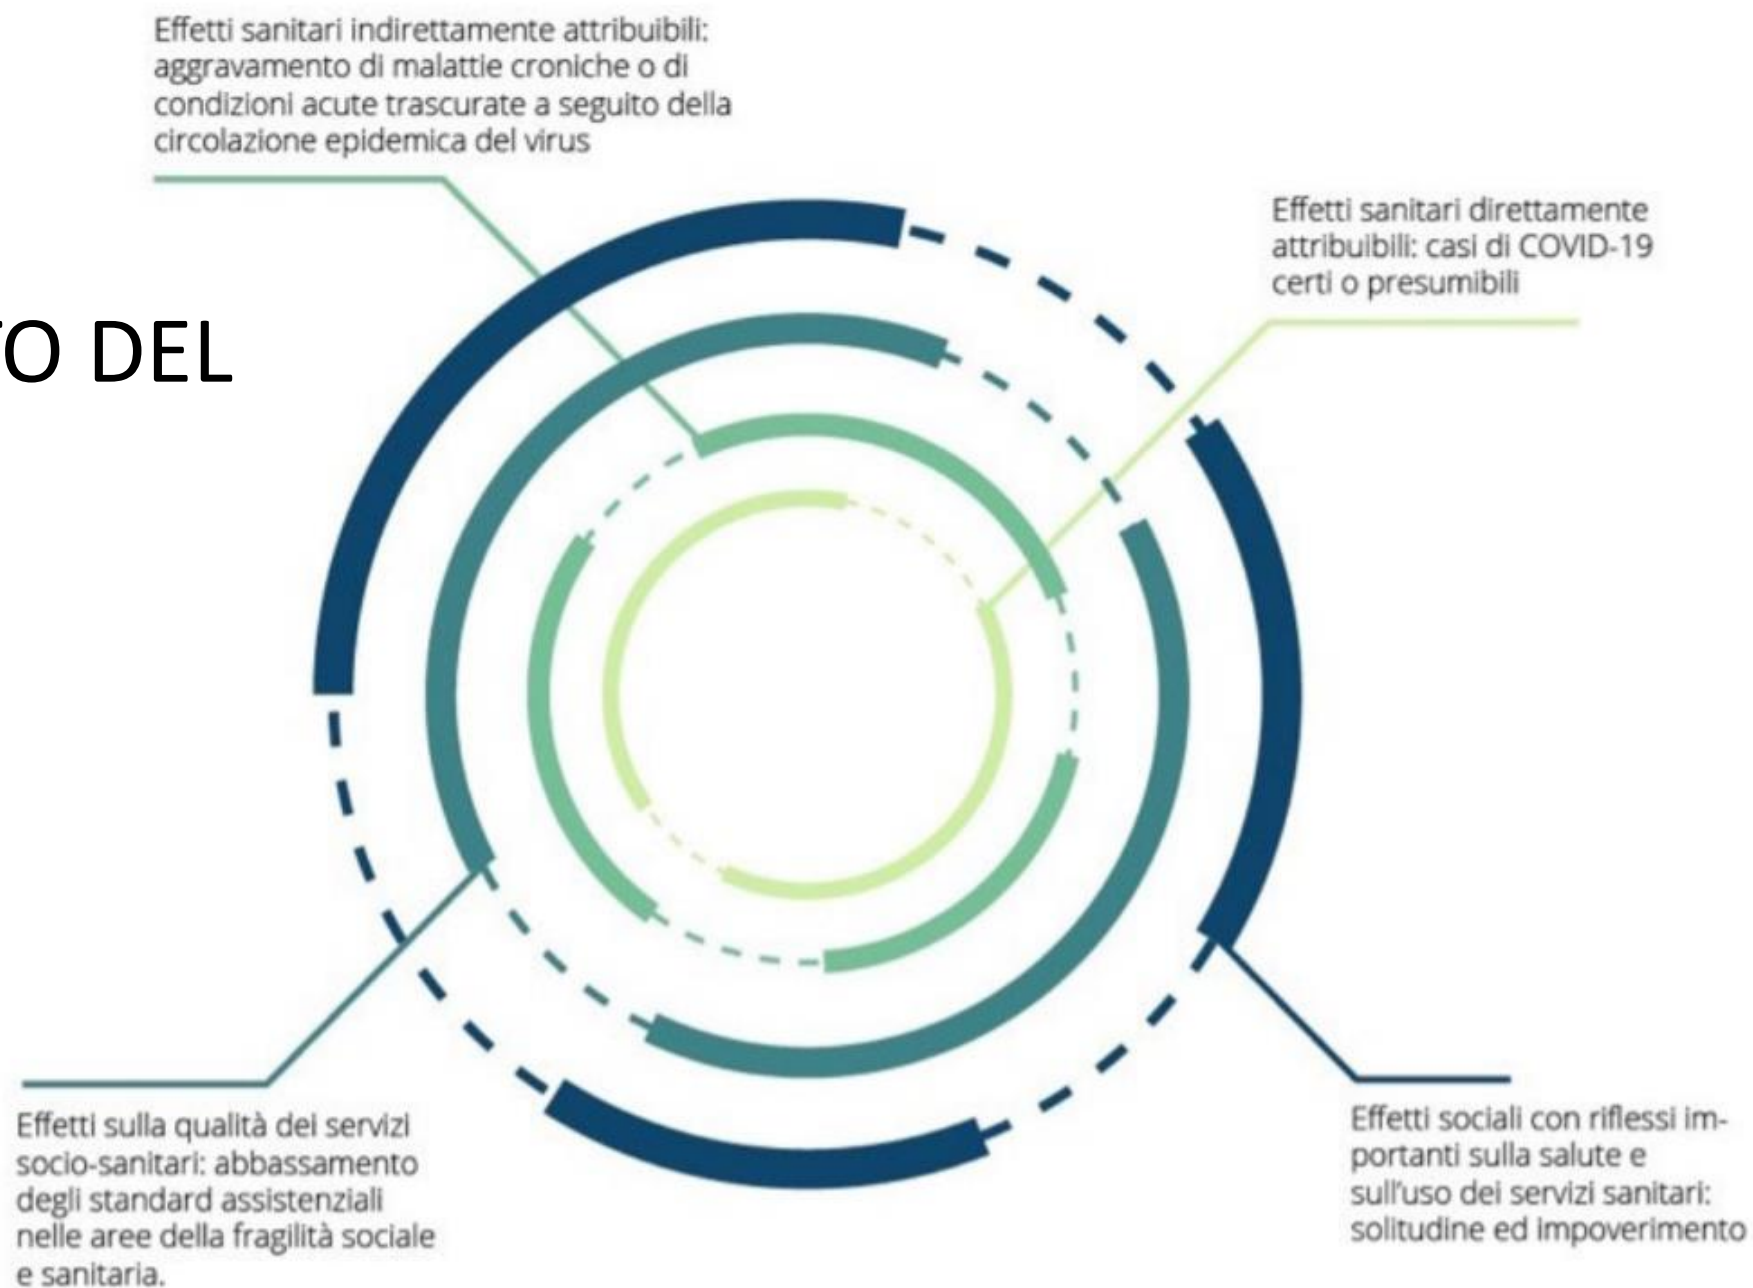 Effetti sanitari indirettamente attribuibili:
aggravamento di malattie croniche o di
condizioni acute trascurate a seguito della
circolazione epidemica del virus
Effetti sanitari direttamente
attribuibili: casi di COVID-19
certi o presumibili
TO DEL
Effetti sulla qualità dei servizi
socio-sanitari: abbassamento
degli standard assistenziali
nelle aree della fragilità sociale
e sanitaria.
Effetti sociali con riflessi im-
portanti sulla salute e
sull'uso dei servizi sanitari:
solitudine ed impoverimento